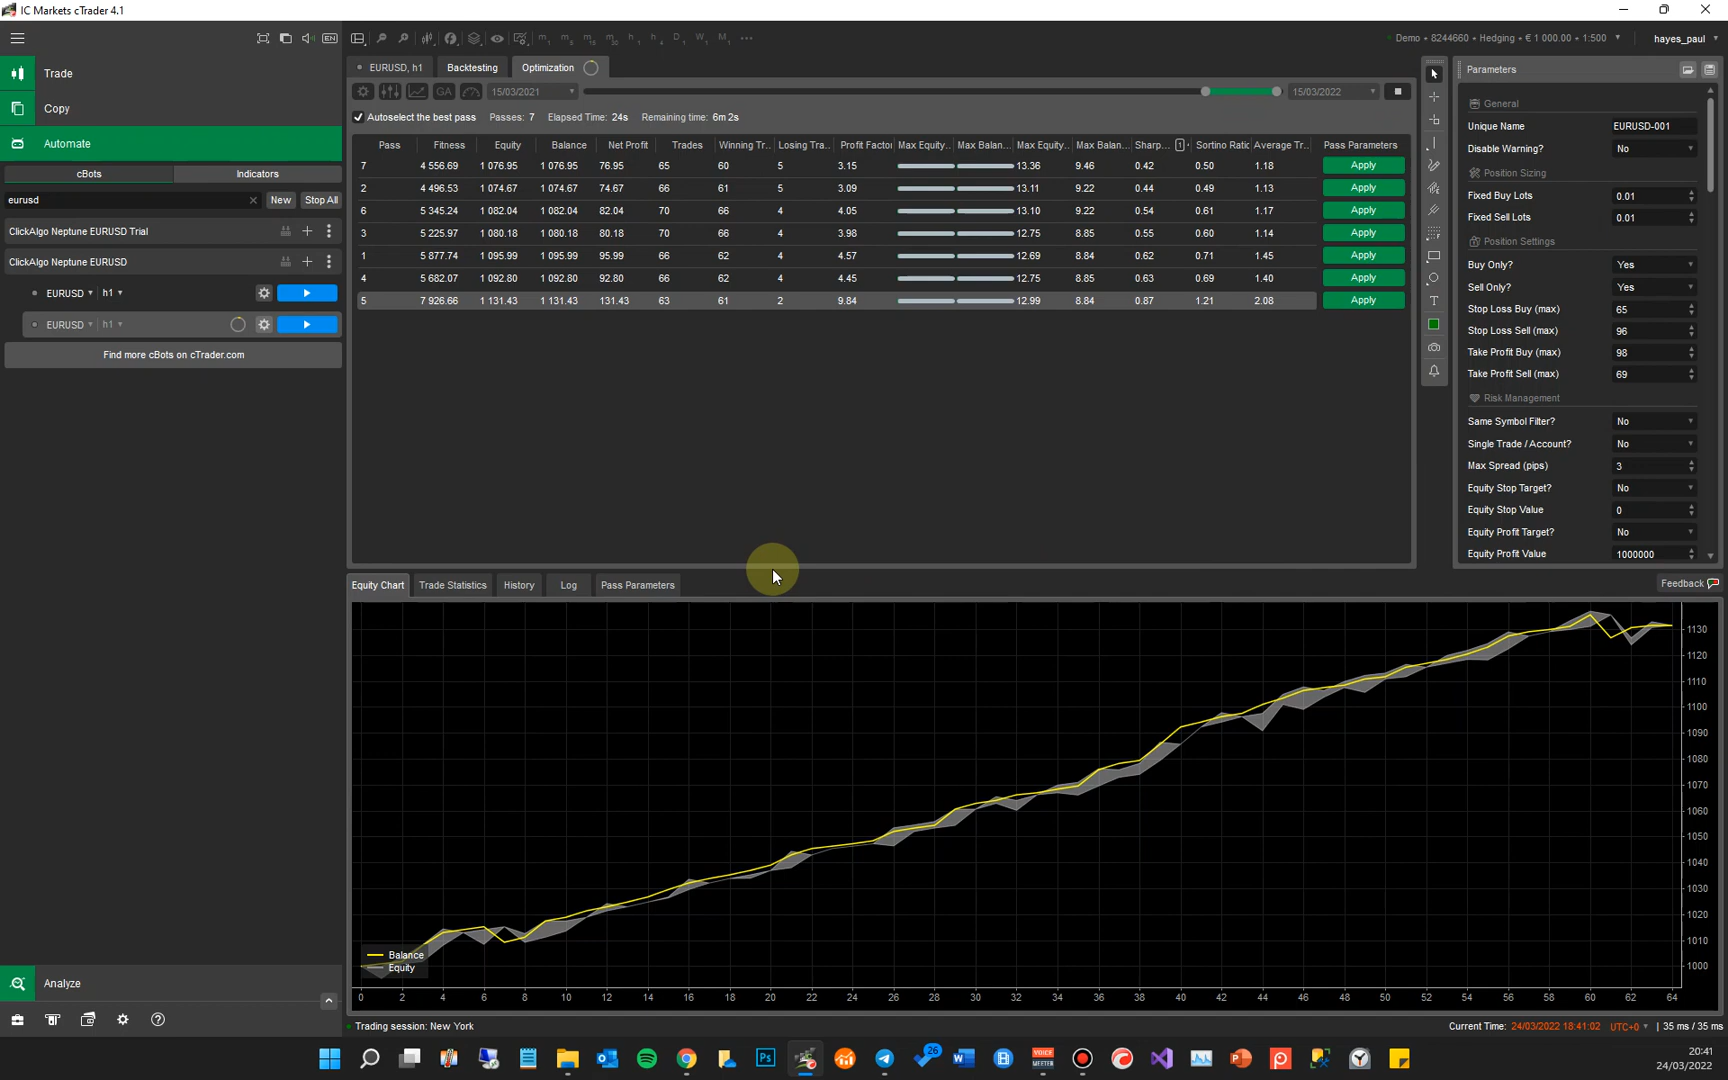 IC Markets cTrader 4.1
EN
m₁ m₅ m₁₅ m₃₀ h₁ h₄ D₁ W₁ M₁
Demo • 8244660 • Hedging • € 1 000.00 • 1:500
hayes_paul
Trade
Copy
Automate
cBots Indicators
eurusd × New Stop All
ClickAlgo Neptune EURUSD Trial
ClickAlgo Neptune EURUSD
EURUSD h1
EURUSD h1
Find more cBots on cTrader.com
Analyze
EURUSD, h1 Backtesting Optimization
GA 15/03/2021 15/03/2022
Autoselect the best pass Passes: 7 Elapsed Time: 24s Remaining time: 6m 2s
Pass Fitness Equity Balance Net Profit Trades Winning Tr... Losing Tra... Profit Factor Max Equity... Max Balan... Max Equity... Max Balan... Sharp... 1 Sortino Ratio Average Tr... Pass Parameters
7 4 556.69 1 076.95 1 076.95 76.95 65 60 5 3.15 13.36 9.46 0.42 0.50 1.18 Apply
2 4 496.53 1 074.67 1 074.67 74.67 66 61 5 3.09 13.11 9.22 0.44 0.49 1.13 Apply
6 5 345.24 1 082.04 1 082.04 82.04 70 66 4 4.05 13.10 9.22 0.54 0.61 1.17 Apply
3 5 225.97 1 080.18 1 080.18 80.18 70 66 4 3.98 12.75 8.85 0.55 0.60 1.14 Apply
1 5 877.74 1 095.99 1 095.99 95.99 66 62 4 4.57 12.69 8.84 0.62 0.71 1.45 Apply
4 5 682.07 1 092.80 1 092.80 92.80 66 62 4 4.45 12.75 8.85 0.63 0.69 1.40 Apply
5 7 926.66 1 131.43 1 131.43 131.43 63 61 2 9.84 12.99 8.84 0.87 1.21 2.08 Apply
T
Parameters
General
Unique Name EURUSD-001
Disable Warning? No
Position Sizing
Fixed Buy Lots 0.01
Fixed Sell Lots 0.01
Position Settings
Buy Only? Yes
Sell Only? Yes
Stop Loss Buy (max) 65
Stop Loss Sell (max) 96
Take Profit Buy (max) 98
Take Profit Sell (max) 69
Risk Management
Same Symbol Filter? No
Single Trade / Account? No
Max Spread (pips) 3
Equity Stop Target? No
Equity Stop Value 0
Equity Profit Target? No
Equity Profit Value 1000000
Equity Chart Trade Statistics History Log Pass Parameters
Feedback
1130
1120
1110
1100
1090
1080
1070
1060
1050
1040
1030
1020
1010
1000
Balance
Equity
0 2 4 6 8 10 12 14 16 18 20 22 24 26 28 30 32 34 36 38 40 42 44 46 48 50 52 54 56 58 60 62 64
Trading session: New York
Current Time: 24/03/2022 18:41:02 UTC+0 | 35 ms / 35 ms
Ps
26
VOICE
MEETER
20:41
24/03/2022